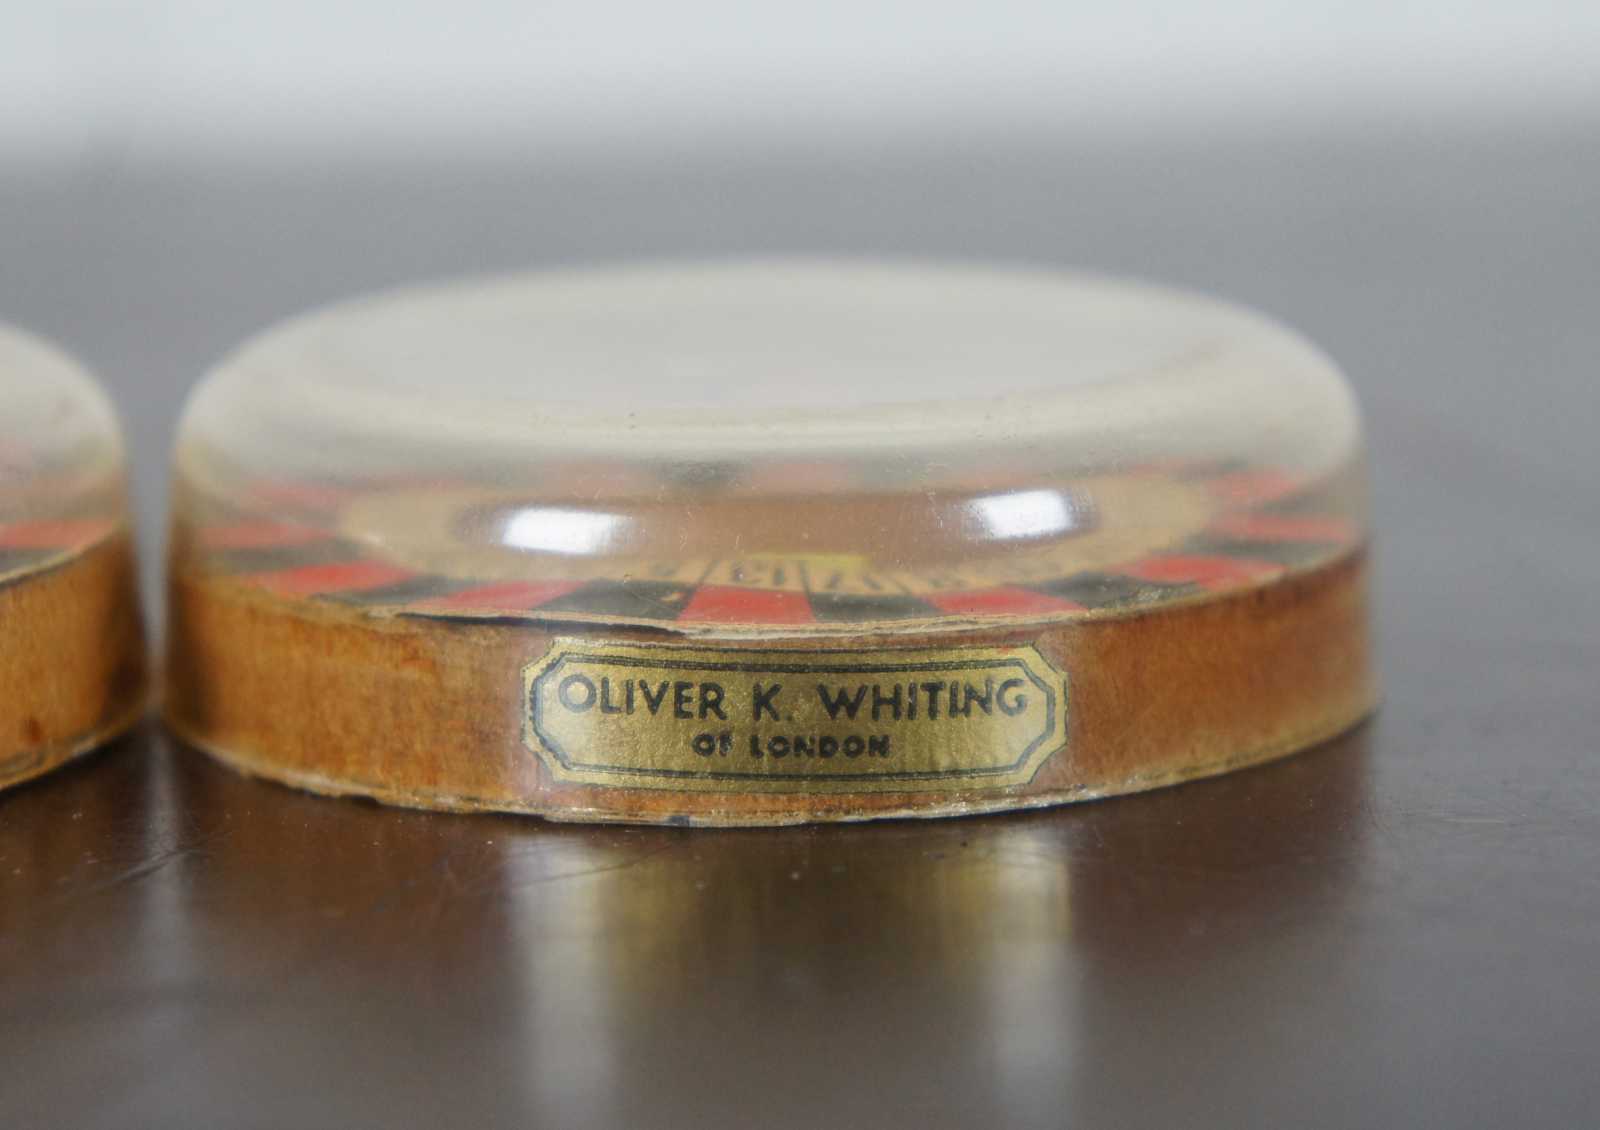 OLIVER K. WHITING
OF LONDON